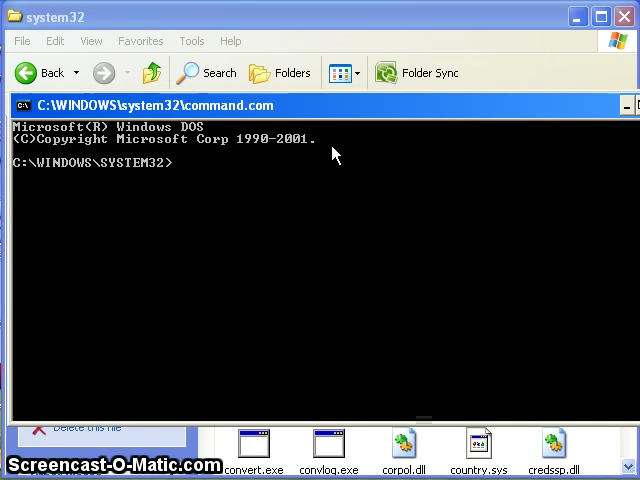 system32
File Edit View Favorites Tools Help
Back Search Folders Folder Sync
C:\WINDOWS\system32\command.com
Microsoft(R) Windows DOS
(C)Copyright Microsoft Corp 1990-2001.
C:\WINDOWS\SYSTEM32>
Delete this file
convert.exe convlog.exe corpol.dll country.sys credssp.dll
Screencast-O-Matic.com